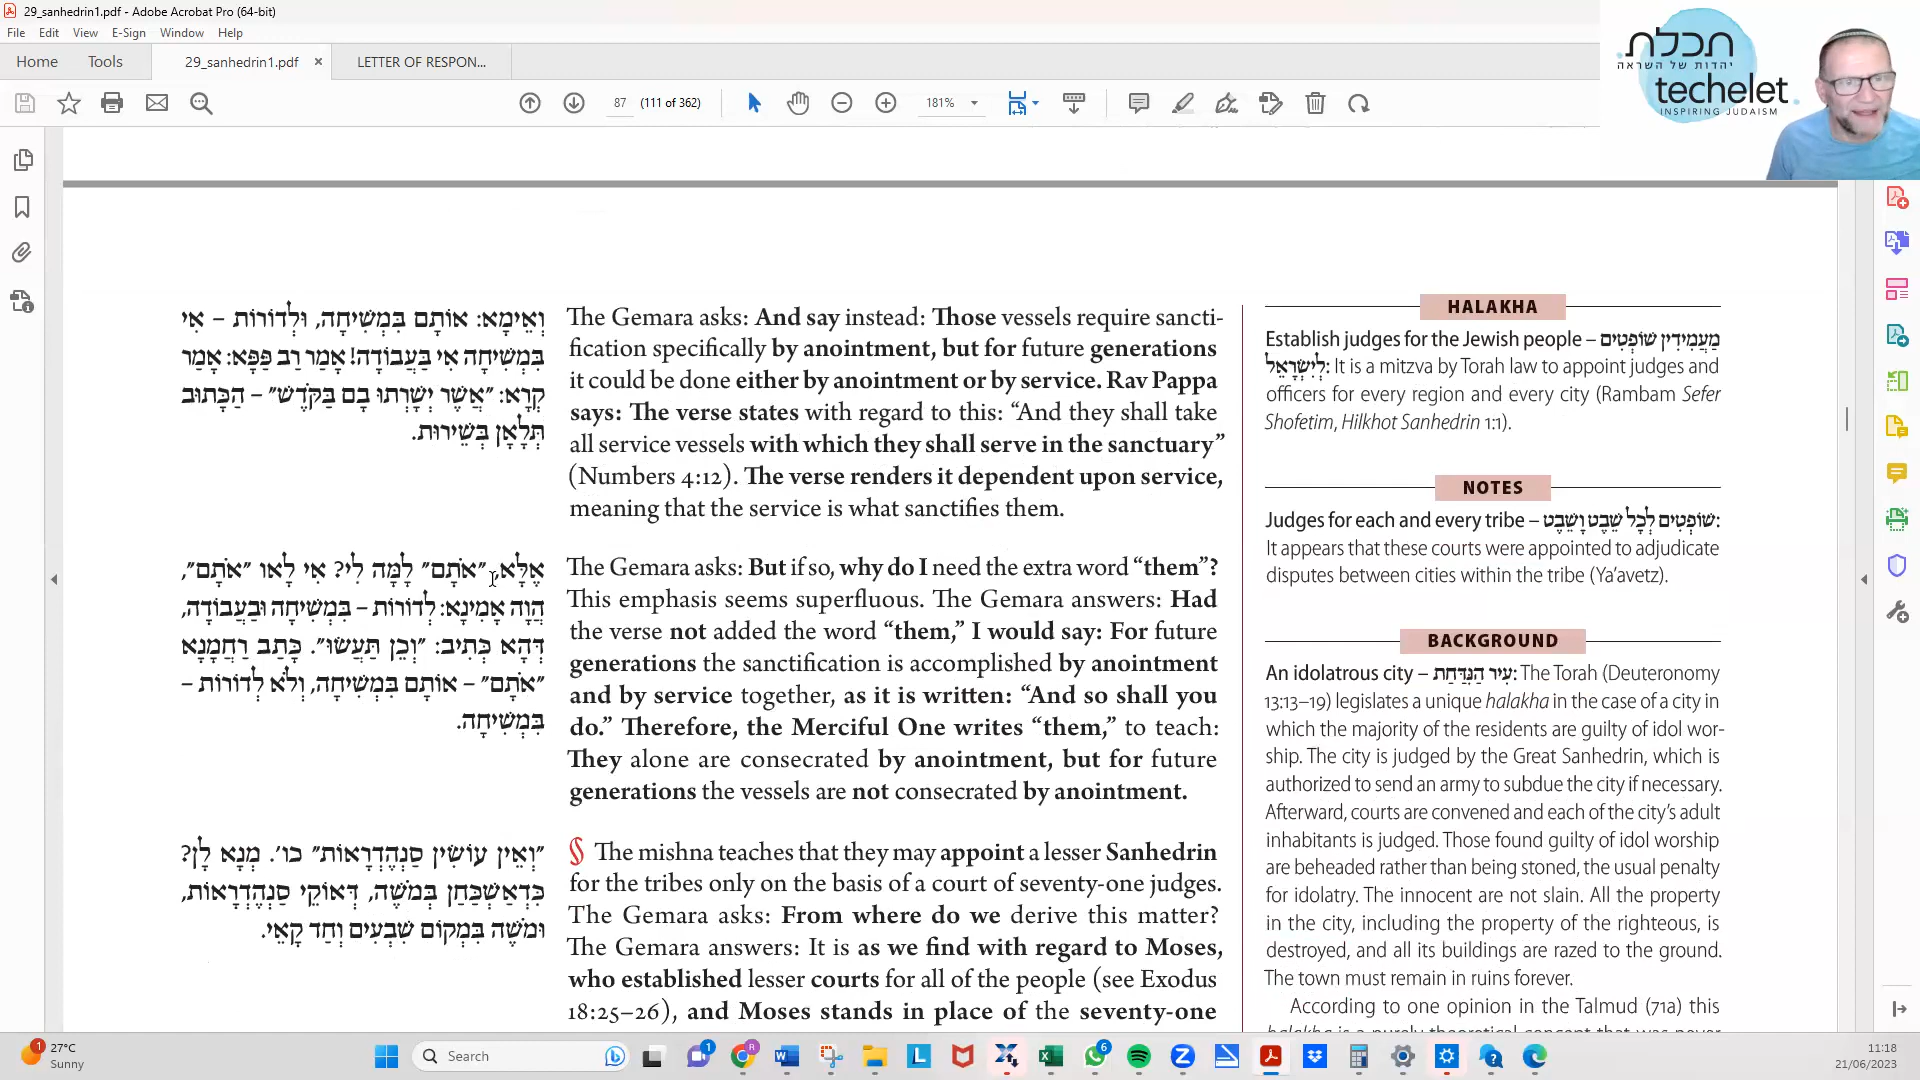 29_sanhedrin1.pdf - Adobe Acrobat Pro (64-bit)
File Edit View E-Sign Window Help
Home Tools 29_sanhedrin1.pdf × LETTER OF RESPON...
87 (111 of 362) 181%
תכלת
יהדות של השראה
techelet
INSPIRING JUDAISM
וְאֵימָא: אוֹתָם בִּמְשִׁיחָה, וּלְדוֹרוֹת – אִי
בִּמְשִׁיחָה אִי בַּעֲבוֹדָה! אָמַר רַב פַּפָּא: אָמַר
קְרָא: ״אֲשֶׁר יְשָׁרְתוּ בָם בַּקֹּדֶשׁ״ – הַכָּתוּב
תְּלָאָן בְּשֵׁירוּת.
The Gemara asks: And say instead: Those vessels require sancti-
fication specifically by anointment, but for future generations
it could be done either by anointment or by service. Rav Pappa
says: The verse states with regard to this: “And they shall take
all service vessels with which they shall serve in the sanctuary”
(Numbers 4:12). The verse renders it dependent upon service,
meaning that the service is what sanctifies them.
אֶלָּא, ״אֹתָם״ לָמָּה לִי? אִי לָאו ״אֹתָם״,
הֲוָה אָמִינָא: לְדוֹרוֹת – בִּמְשִׁיחָה וּבַעֲבוֹדָה,
דְּהָא כְּתִיב: ״וְכֵן תַּעֲשׂוּ״. כָּתַב רַחֲמָנָא
״אֹתָם״ – אוֹתָם בִּמְשִׁיחָה, וְלֹא לְדוֹרוֹת –
בִּמְשִׁיחָה.
The Gemara asks: But if so, why do I need the extra word “them”?
This emphasis seems superfluous. The Gemara answers: Had
the verse not added the word “them,” I would say: For future
generations the sanctification is accomplished by anointment
and by service together, as it is written: “And so shall you
do.” Therefore, the Merciful One writes “them,” to teach:
They alone are consecrated by anointment, but for future
generations the vessels are not consecrated by anointment.
״וְאֵין עוֹשִׂין סַנְהֶדְרָאוֹת״ כו׳. מְנָא לָן?
כִּדְאַשְׁכַּחַן בְּמֹשֶׁה, דְּאוֹקֵי סַנְהֶדְרָאוֹת,
וּמֹשֶׁה בִּמְקוֹם שִׁבְעִים וְחַד קָאֵי.
§ The mishna teaches that they may appoint a lesser Sanhedrin
for the tribes only on the basis of a court of seventy-one judges.
The Gemara asks: From where do we derive this matter?
The Gemara answers: It is as we find with regard to Moses,
who established lesser courts for all of the people (see Exodus
18:25–26), and Moses stands in place of the seventy-one
HALAKHA
Establish judges for the Jewish people – מַעֲמִידִין שׁוֹפְטִים
לְיִשְׂרָאֵל: It is a mitzva by Torah law to appoint judges and
officers for every region and every city (Rambam Sefer
Shofetim, Hilkhot Sanhedrin 1:1).
NOTES
Judges for each and every tribe – שׁוֹפְטִים לְכָל שֵׁבֶט וָשֵׁבֶט:
It appears that these courts were appointed to adjudicate
disputes between cities within the tribe (Ya’avetz).
BACKGROUND
An idolatrous city – עִיר הַנִּדַּחַת: The Torah (Deuteronomy
13:13–19) legislates a unique halakha in the case of a city in
which the majority of the residents are guilty of idol wor-
ship. The city is judged by the Great Sanhedrin, which is
authorized to send an army to subdue the city if necessary.
Afterward, courts are convened and each of the city’s adult
inhabitants is judged. Those found guilty of idol worship
are beheaded rather than being stoned, the usual penalty
for idolatry. The innocent are not slain. All the property
in the city, including the property of the righteous, is
destroyed, and all its buildings are razed to the ground.
The town must remain in ruins forever.
According to one opinion in the Talmud (71a) this
halakha is a purely theoretical concept that was never
27°C
Sunny
Search
11:18
21/06/2023